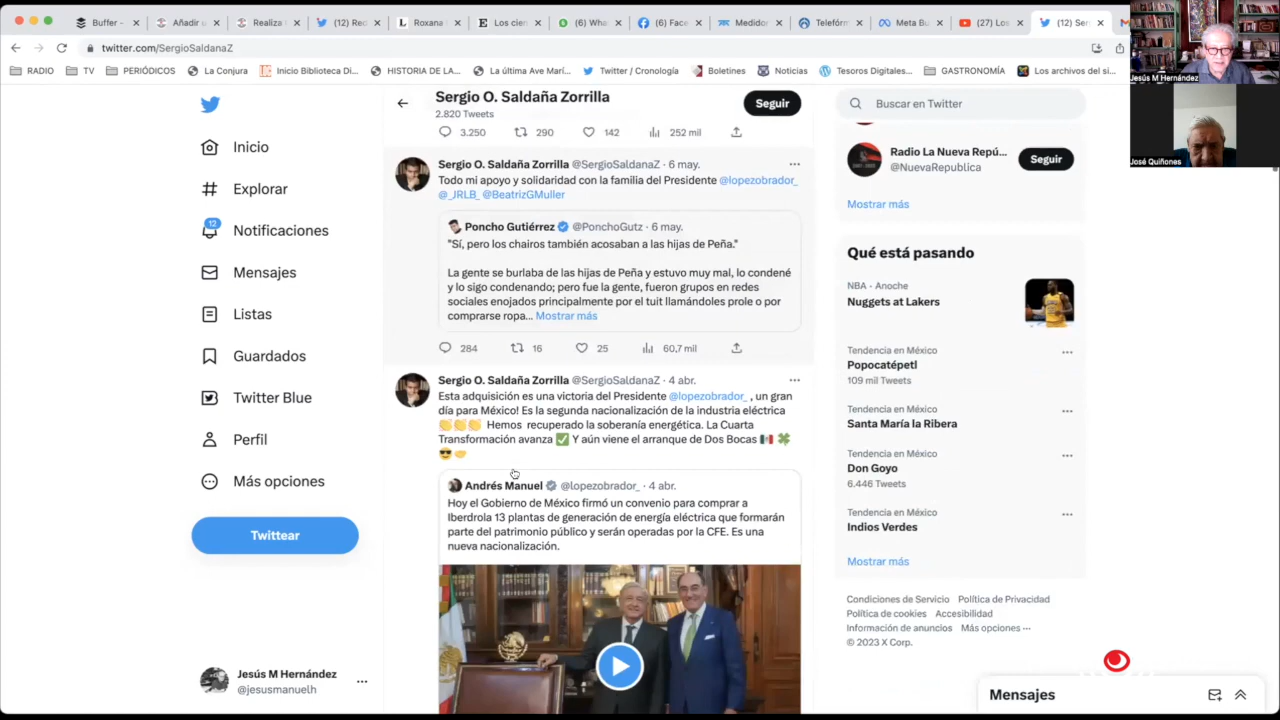 Buffer -
Añadir u
Realiza l
(12) Rec
Roxana
Los cien
(6) Wha
(6) Face
Medidor
Teleférn
Meta Bu
(27) Los
(12) Ser
twitter.com/SergioSaldanaZ
RADIO
TV
PERIÓDICOS
La Conjura
Inicio Biblioteca Di...
HISTORIA DE LA...
La última Ave Marí...
Twitter / Cronología
Boletines
Noticias
Tesoros Digitales...
GASTRONOMÍA
Los archivos del si...
Jesús M Hernández
José Quiñones
Inicio
Explorar
12
Notificaciones
Mensajes
Listas
Guardados
Twitter Blue
Perfil
Más opciones
Twittear
Jesús M Hernández
@jesusmanuelh
Sergio O. Saldaña Zorrilla
2.820 Tweets
Seguir
3.250 290 142 252 mil
Sergio O. Saldaña Zorrilla @SergioSaldanaZ · 6 may.
Todo mi apoyo y solidaridad con la familia del Presidente @lopezobrador_
@_JRLB_ @BeatrizGMuller
Poncho Gutiérrez @PonchoGutz · 6 may.
"Sí, pero los chairos también acosaban a las hijas de Peña."
La gente se burlaba de las hijas de Peña y estuvo muy mal, lo condené
y lo sigo condenando; pero fue la gente, fueron grupos en redes
sociales enojados principalmente por el tuit llamándoles prole o por
comprarse ropa... Mostrar más
284 16 25 60,7 mil
Sergio O. Saldaña Zorrilla @SergioSaldanaZ · 4 abr.
Esta adquisición es una victoria del Presidente @lopezobrador_ , un gran
día para México! Es la segunda nacionalización de la industria eléctrica
👏👏👏 Hemos recuperado la soberanía energética. La Cuarta
Transformación avanza ✅ Y aún viene el arranque de Dos Bocas 🇲🇽 🍀
😎🤝
Andrés Manuel @lopezobrador_ · 4 abr.
Hoy el Gobierno de México firmó un convenio para comprar a
Iberdrola 13 plantas de generación de energía eléctrica que formarán
parte del patrimonio público y serán operadas por la CFE. Es una
nueva nacionalización.
Buscar en Twitter
Radio La Nueva Repú...
@NuevaRepublica
Seguir
Mostrar más
Qué está pasando
NBA · Anoche
Nuggets at Lakers
Tendencia en México
Popocatépetl
109 mil Tweets
Tendencia en México
Santa María la Ribera
Tendencia en México
Don Goyo
6.446 Tweets
Tendencia en México
Indios Verdes
Mostrar más
Condiciones de Servicio Política de Privacidad
Política de cookies Accesibilidad
Información de anuncios Más opciones ···
© 2023 X Corp.
Mensajes